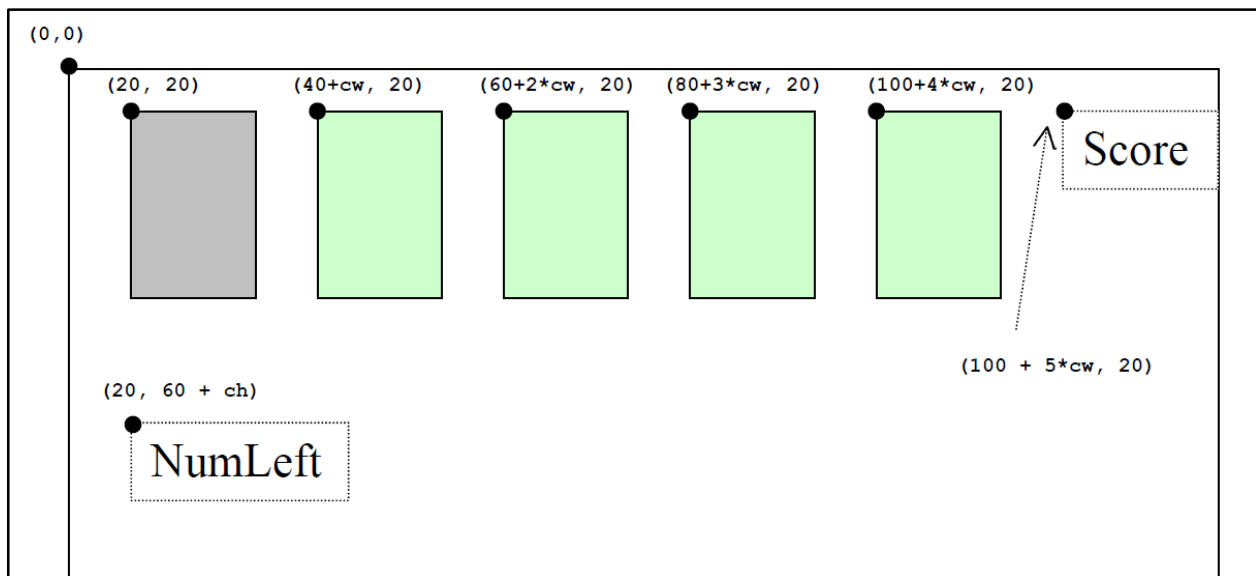 (0,0)
(20, 20)
(40+cw, 20)
(60+2*cw, 20)
(80+3*cw, 20)
(100+4*cw, 20)
Score
(100 + 5*cw, 20)
(20, 60 + ch)
NumLeft